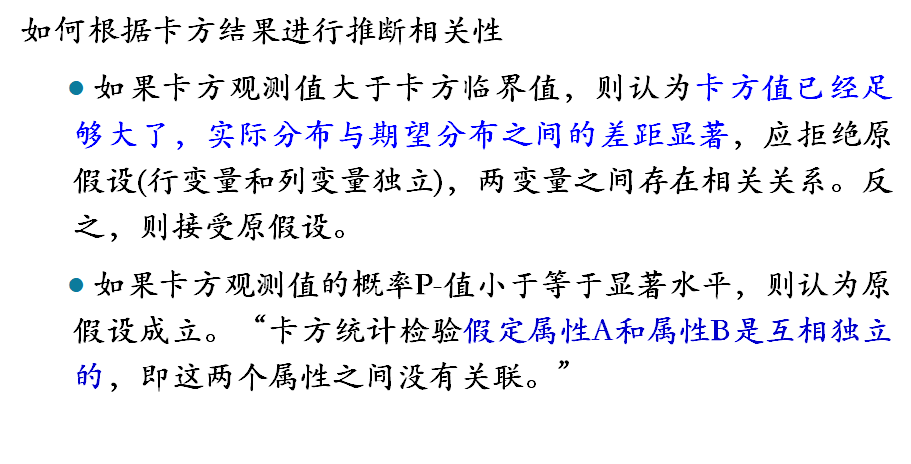 如何根据卡方结果进行推断相关性
● 如果卡方观测值大于卡方临界值，则认为卡方值已经足
够大了，实际分布与期望分布之间的差距显著，应拒绝原
假设(行变量和列变量独立)，两变量之间存在相关关系。反
之，则接受原假设。
● 如果卡方观测值的概率P-值小于等于显著水平，则认为原
假设成立。“卡方统计检验假定属性A和属性B是互相独立
的，即这两个属性之间没有关联。”